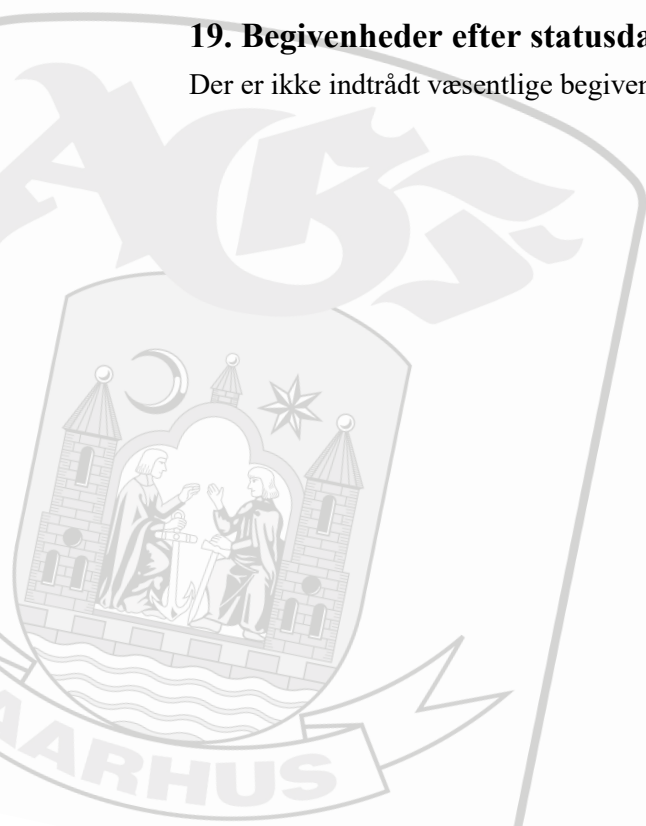 19. Begivenheder efter statusda
Der er ikke indtrådt væsentlige begiver
AGF
AARHUS